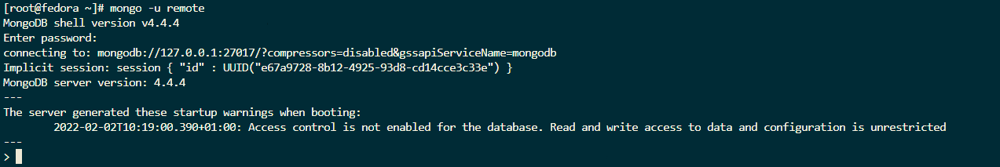 [root@fedora ~]# mongo -u remote
MongoDB shell version v4.4.4
Enter password:
connecting to: mongodb://127.0.0.1:27017/?compressors=disabled&gssapiServiceName=mongodb
Implicit session: session { "id" : UUID("e67a9728-8b12-4925-93d8-cd14cce3c33e") }
MongoDB server version: 4.4.4
---
The server generated these startup warnings when booting:
        2022-02-02T10:19:00.390+01:00: Access control is not enabled for the database. Read and write access to data and configuration is unrestricted
---
>